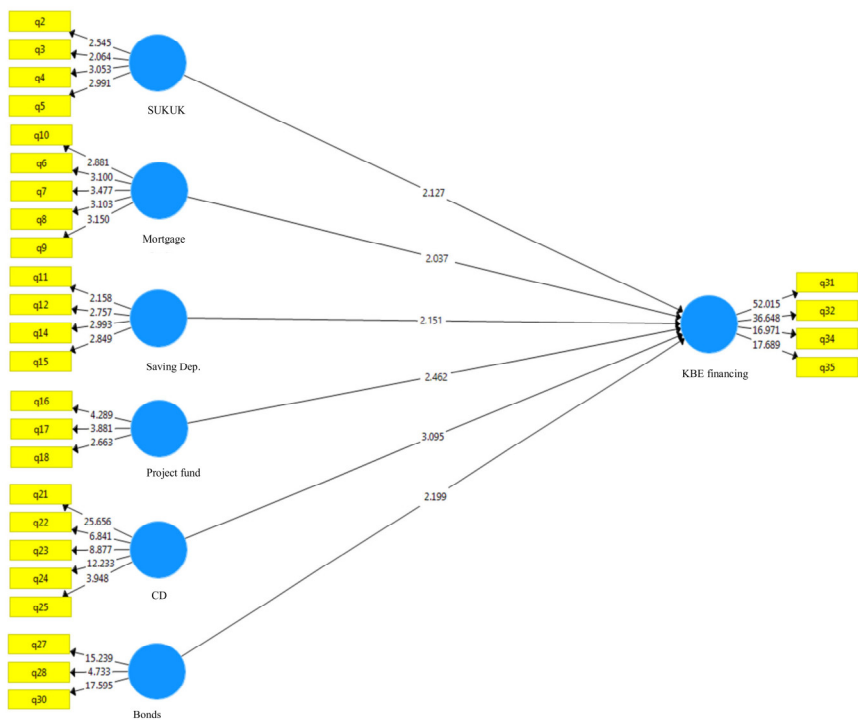 q2
q3
q4
q5
2.545
2.064
3.053
2.991
SUKUK
q10
q6
q7
q8
q9
2.881
3.100
3.477
3.103
3.150
Mortgage
q11
q12
q14
q15
2.158
2.757
2.993
2.849
Saving Dep.
q16
q17
q18
4.289
3.881
2.663
Project fund
q21
q22
q23
q24
q25
25.656
6.841
8.877
12.233
3.948
CD
q27
q28
q30
15.239
4.733
17.595
Bonds
2.127
2.037
2.151
2.462
3.095
2.199
KBE financing
52.015
36.648
16.971
17.689
q31
q32
q34
q35